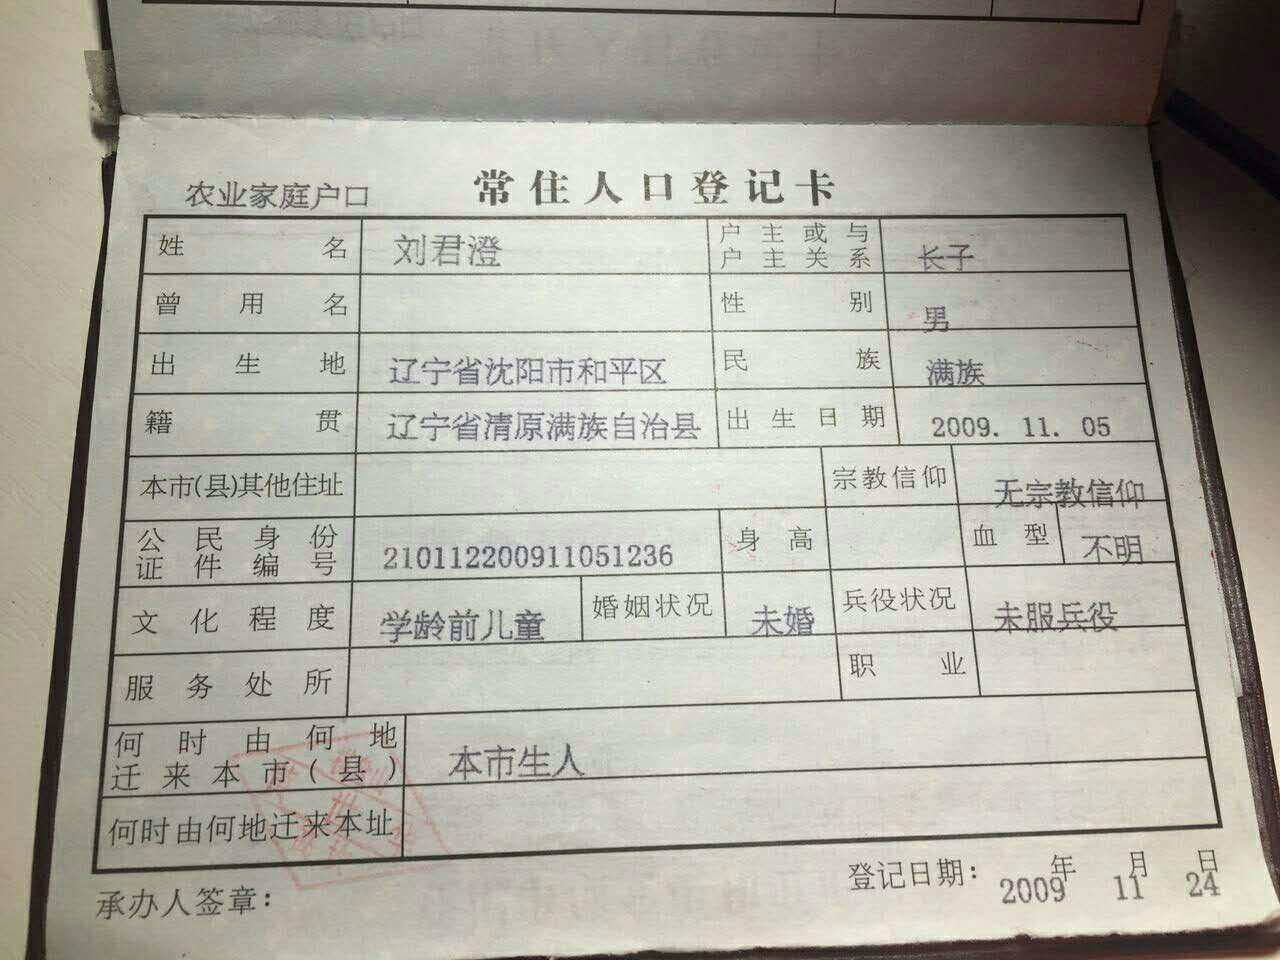 农业家庭户口 常住人口登记卡
姓名 刘君澄 户主或与户主关系 长子
曾用名 性别 男
出生地 辽宁省沈阳市和平区 民族 满族
籍贯 辽宁省清原满族自治县 出生日期 2009. 11. 05
本市(县)其他住址 宗教信仰 无宗教信仰
公民身份证件编号 210112200911051236 身高 血型 不明
文化程度 学龄前儿童 婚姻状况 未婚 兵役状况 未服兵役
服务处所 职业
何时由何地迁来本市(县) 本市生人
何时由何地迁来本址
承办人签章： 登记日期： 2009 年 11 月 24 日